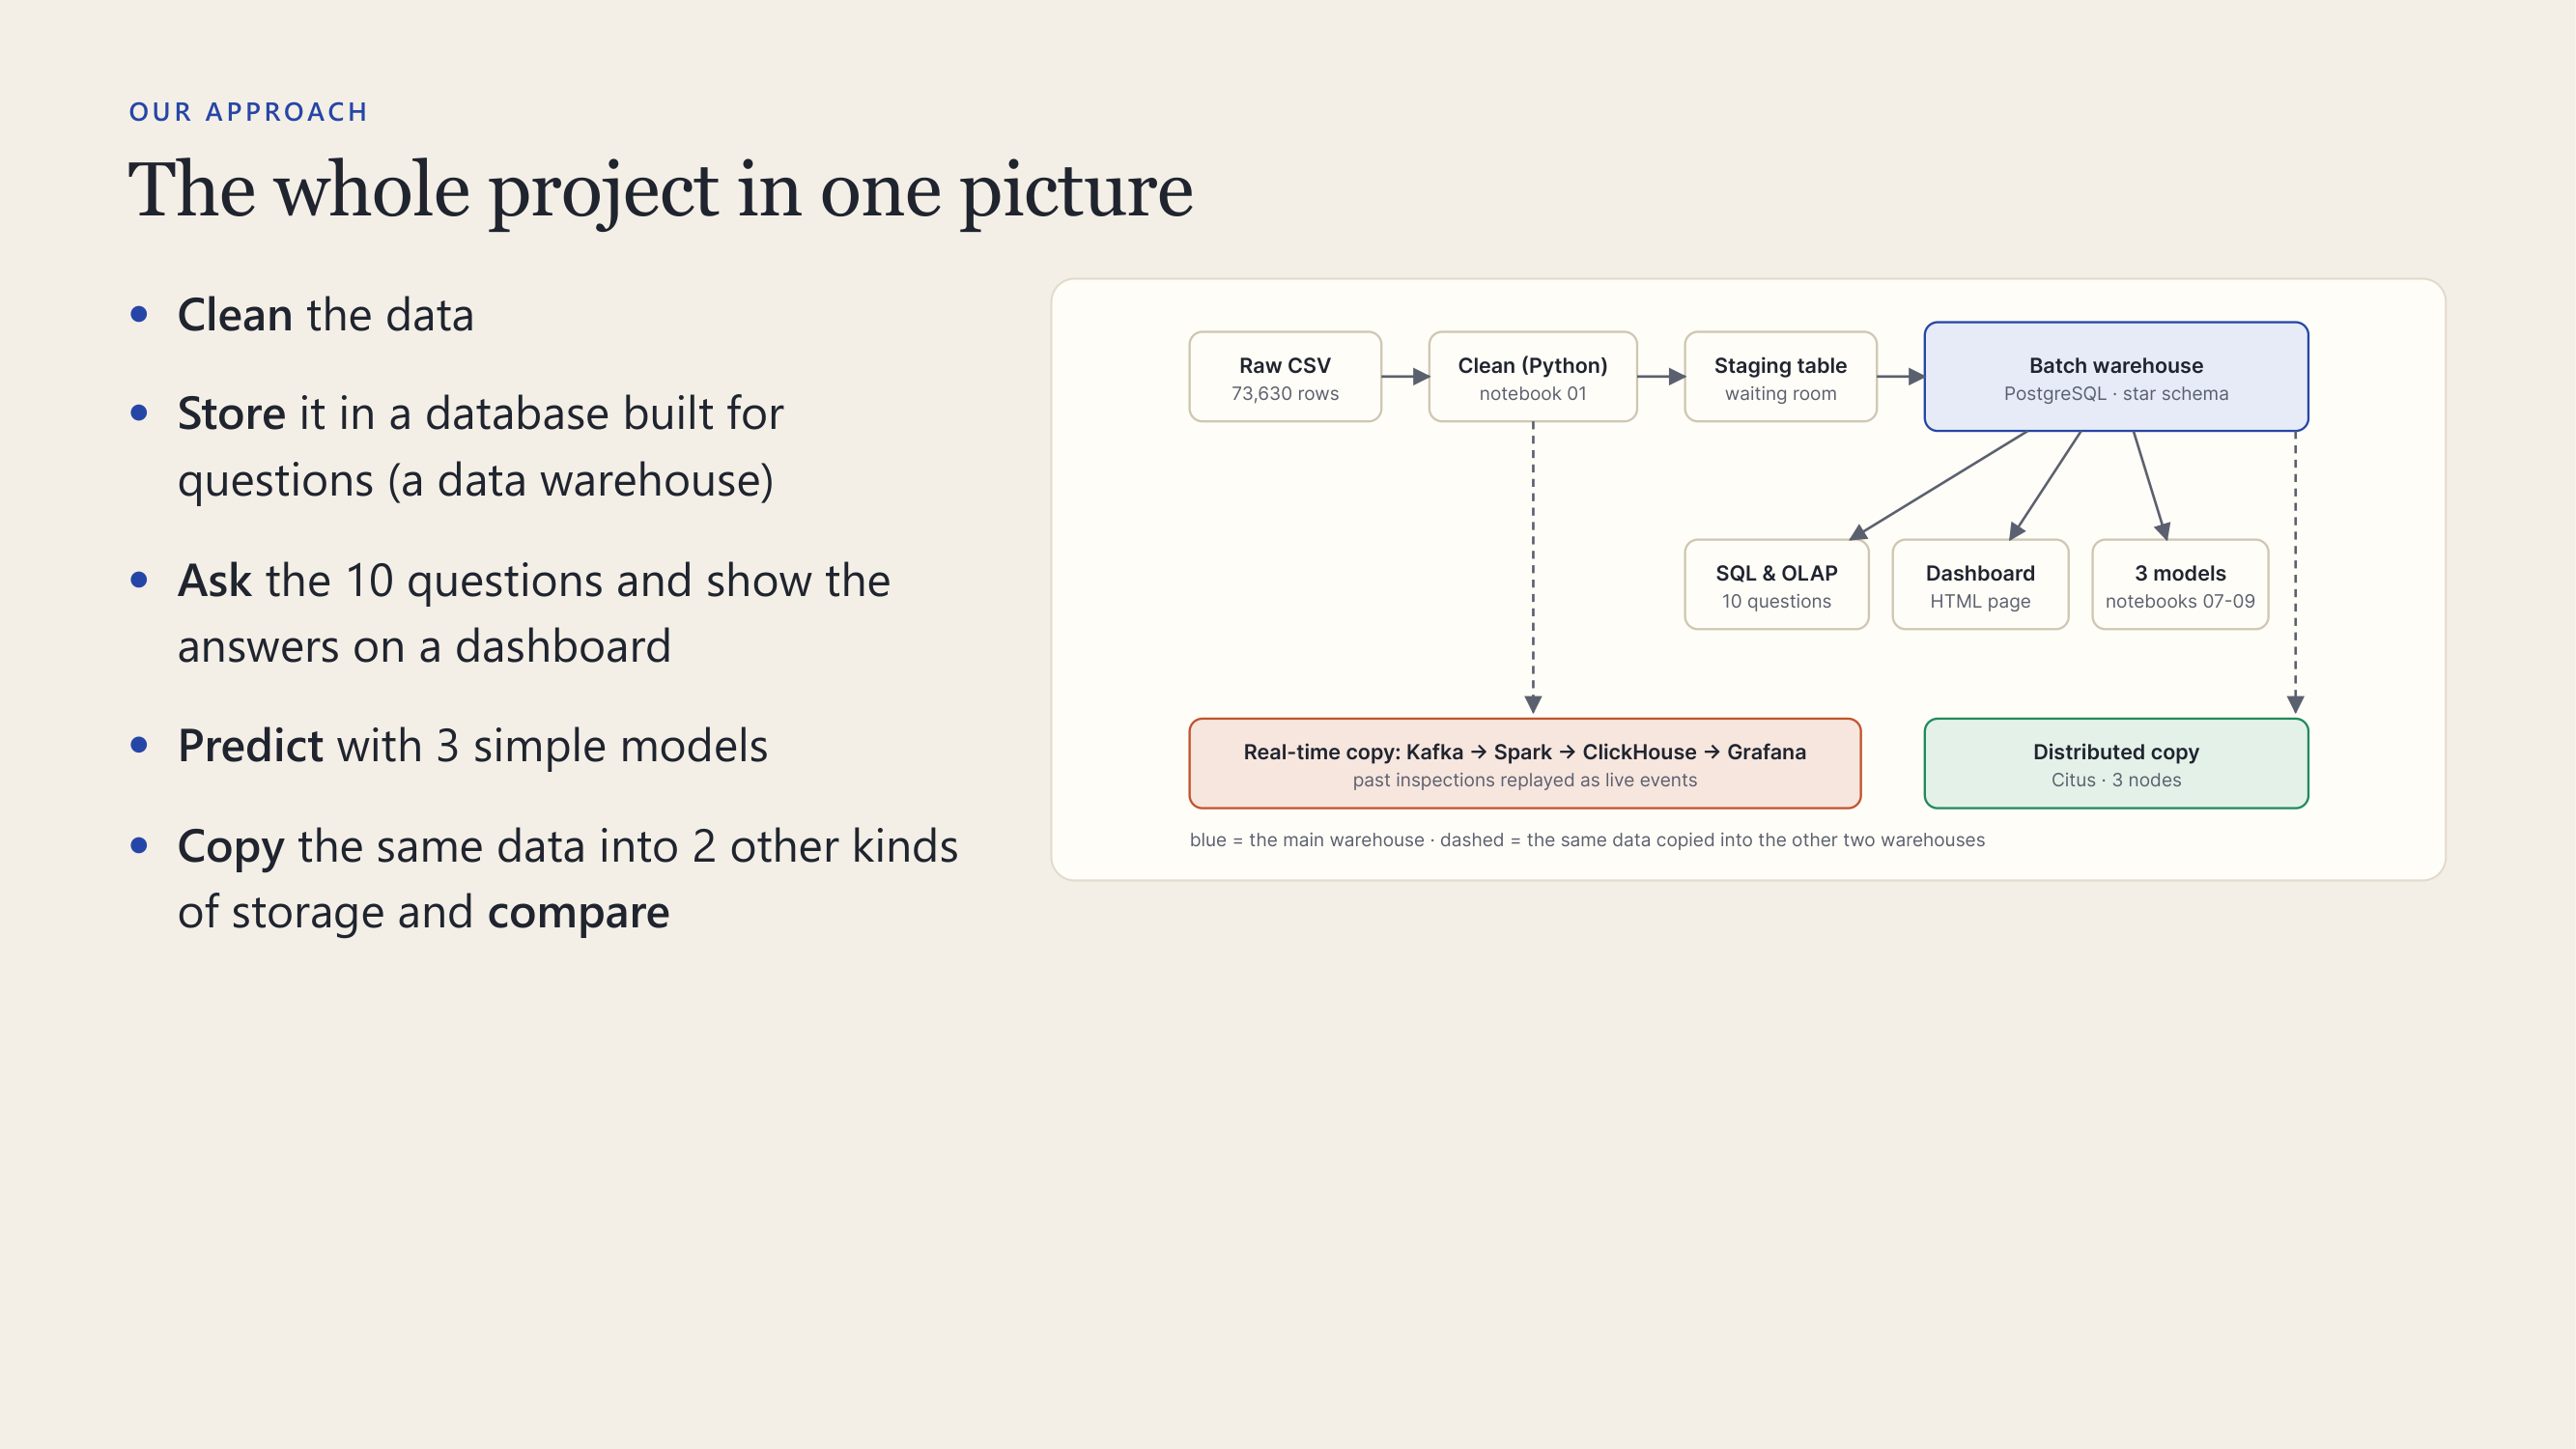 OUR APPROACH
The whole project in one picture
• Clean the data
• Store it in a database built for
questions (a data warehouse)
• Ask the 10 questions and show the
answers on a dashboard
• Predict with 3 simple models
• Copy the same data into 2 other kinds
of storage and compare
Raw CSV
73,630 rows
Clean (Python)
notebook 01
Staging table
waiting room
Batch warehouse
PostgreSQL · star schema
SQL & OLAP
10 questions
Dashboard
HTML page
3 models
notebooks 07-09
Real-time copy: Kafka → Spark → ClickHouse → Grafana
past inspections replayed as live events
Distributed copy
Citus · 3 nodes
blue = the main warehouse · dashed = the same data copied into the other two warehouses